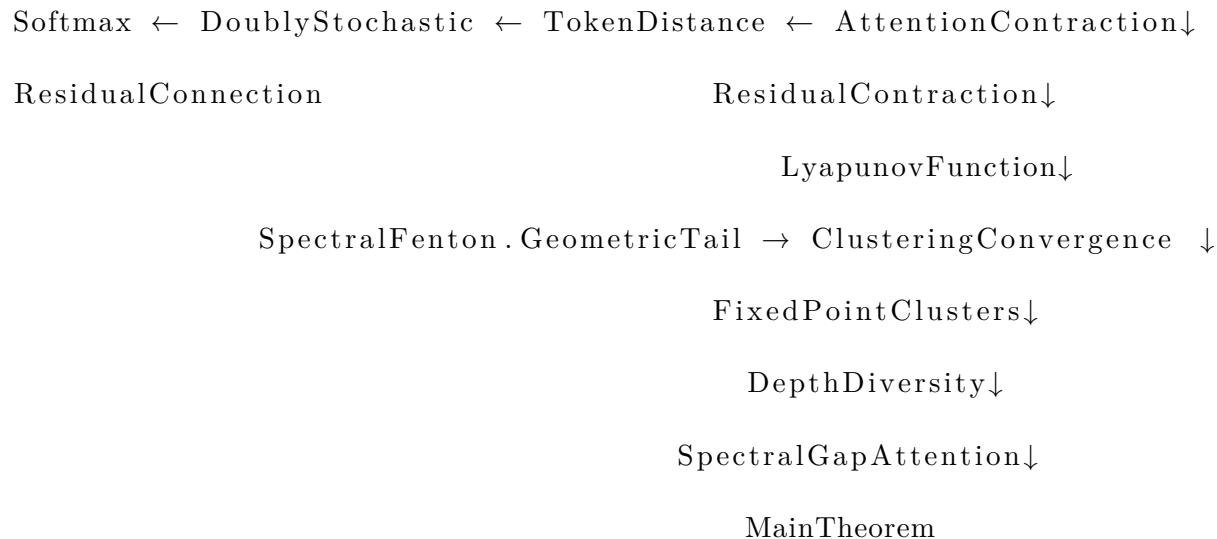 Softmax ← DoublyStochastic ← TokenDistance ← AttentionContraction↓
ResidualConnection ResidualContraction↓
LyapunovFunction↓
SpectralFenton.GeometricTail → ClusteringConvergence ↓
FixedPointClusters↓
DepthDiversity↓
SpectralGapAttention↓
MainTheorem